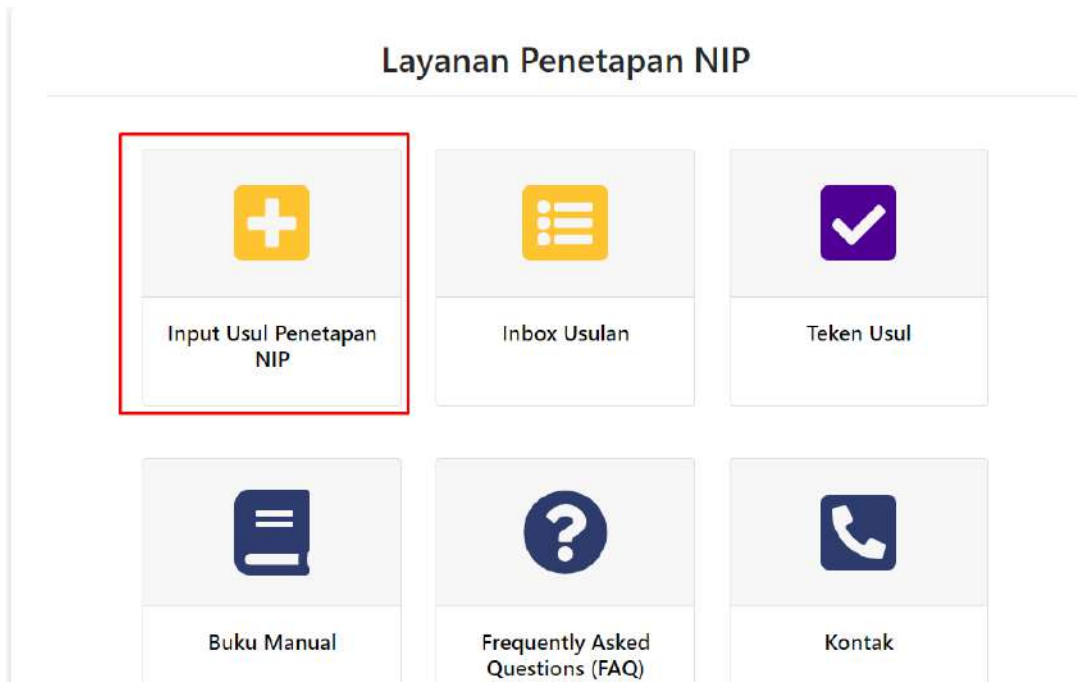 Layanan Penetapan NIP
Input Usul Penetapan
NIP
Inbox Usulan
Teken Usul
Buku Manual
Frequently Asked
Questions (FAQ)
Kontak